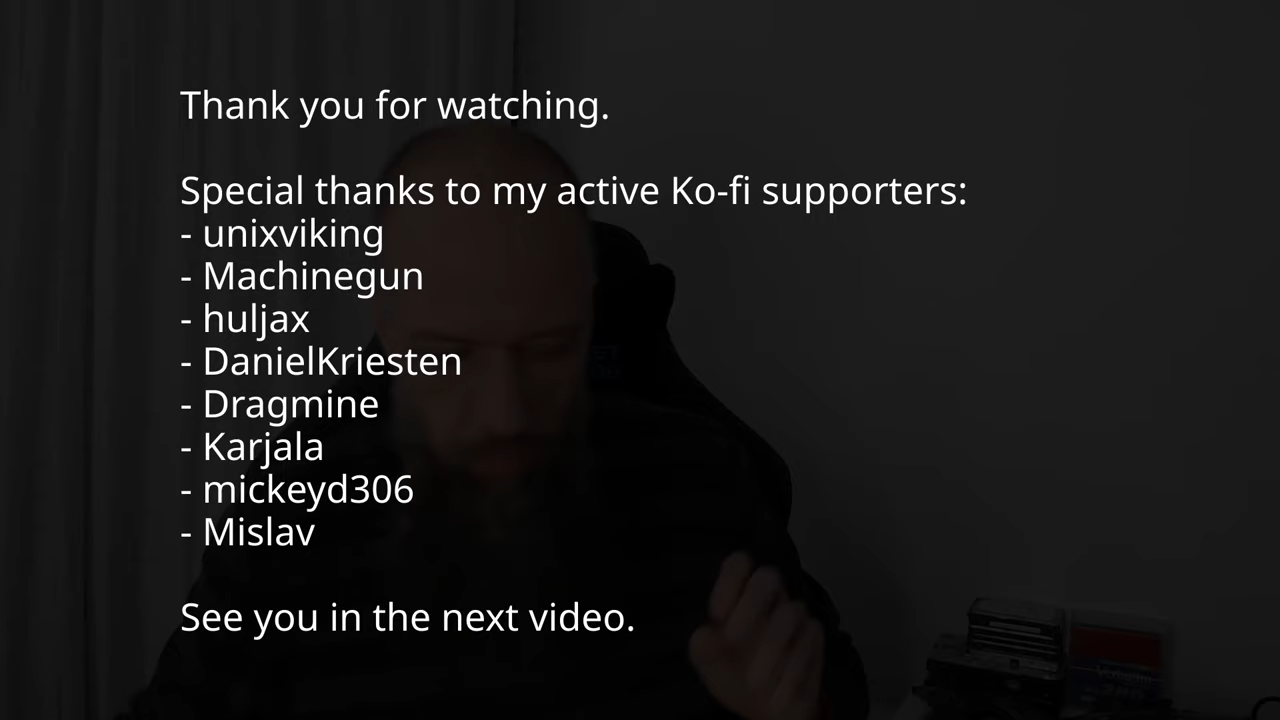 Thank you for watching.
Special thanks to my active Ko-fi supporters:
- unixviking
- Machinegun
- huljax
- DanielKriesten
- Dragmine
- Karjala
- mickeyd306
- Mislav
See you in the next video.